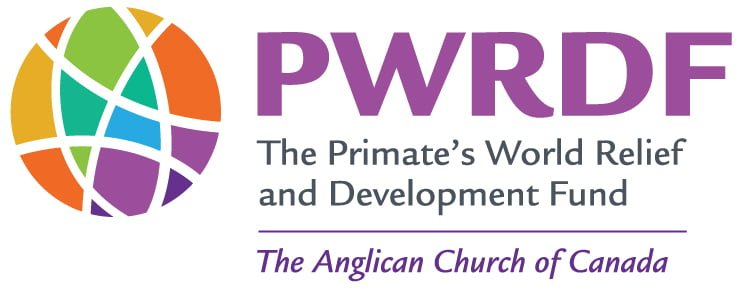 PWRDF
The Primate's World Relief
and Development Fund
The Anglican Church of Canada